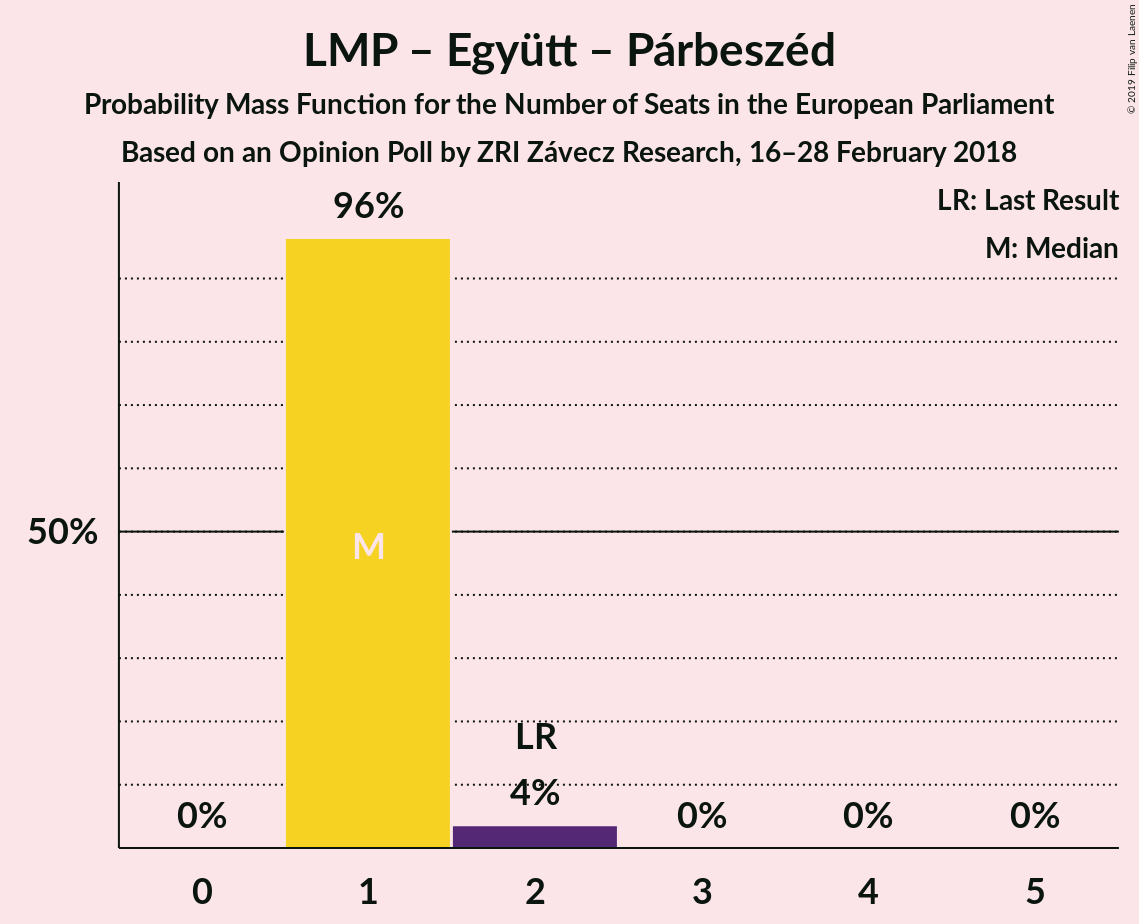 LMP – Együtt – Párbeszéd
Probability Mass Function for the Number of Seats in the European Parliament
Based on an Opinion Poll by ZRI Závecz Research, 16–28 February 2018
© 2019 Filip van Laenen
LR: Last Result
M: Median
96%
50%
M
LR
0%
4%
0%
0%
0%
0 1 2 3 4 5